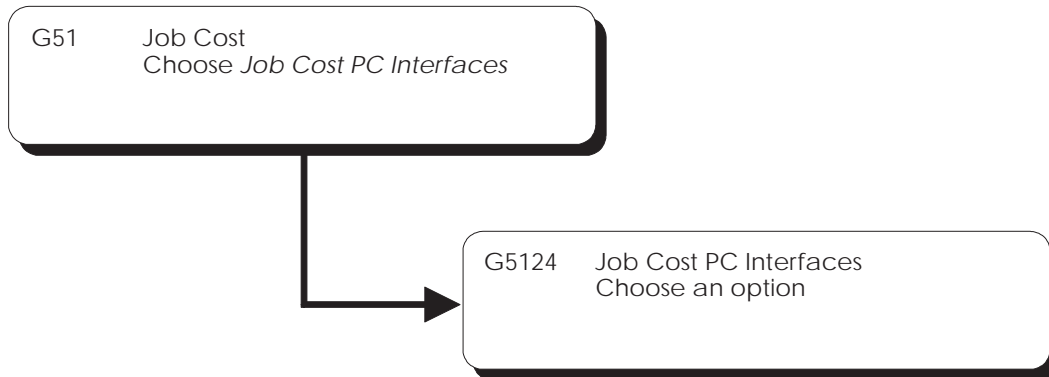 G51 Job Cost
Choose Job Cost PC Interfaces
G5124 Job Cost PC Interfaces
Choose an option